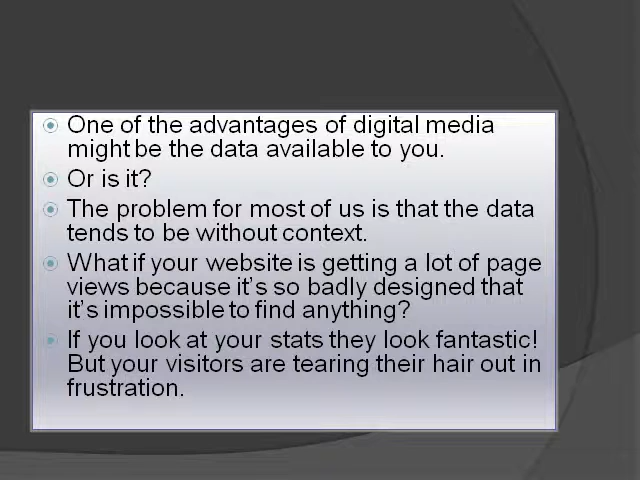 One of the advantages of digital media
might be the data available to you.
Or is it?
The problem for most of us is that the data
tends to be without context.
What if your website is getting a lot of page
views because it's so badly designed that
it's impossible to find anything?
If you look at your stats they look fantastic!
But your visitors are tearing their hair out in
frustration.